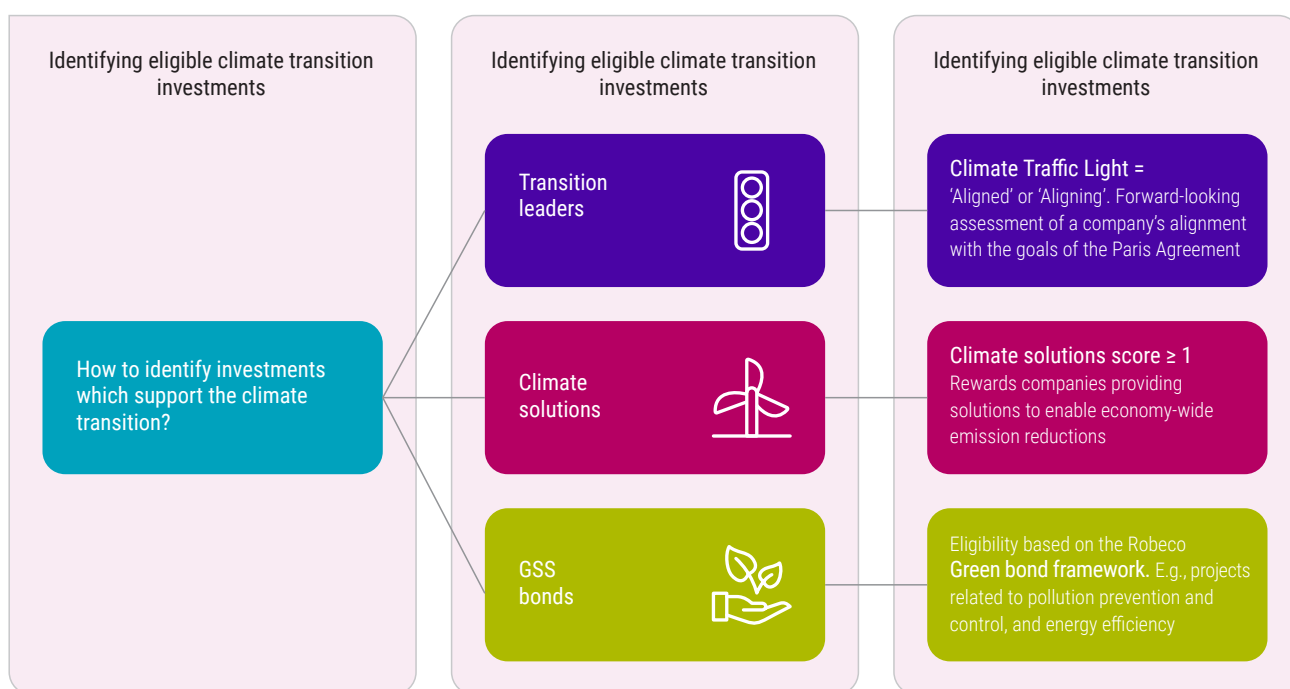 Identifying eligible climate transition
investments
How to identify investments
which support the climate
transition?
Identifying eligible climate transition
investments
Transition
leaders
Climate
solutions
GSS
bonds
Identifying eligible climate transition
investments
Climate Traffic Light =
‘Aligned’ or ‘Aligning’. Forward-looking
assessment of a company’s alignment
with the goals of the Paris Agreement
Climate solutions score ≥ 1
Rewards companies providing
solutions to enable economy-wide
emission reductions
Eligibility based on the Robeco
Green bond framework. E.g., projects
related to pollution prevention and
control, and energy efficiency